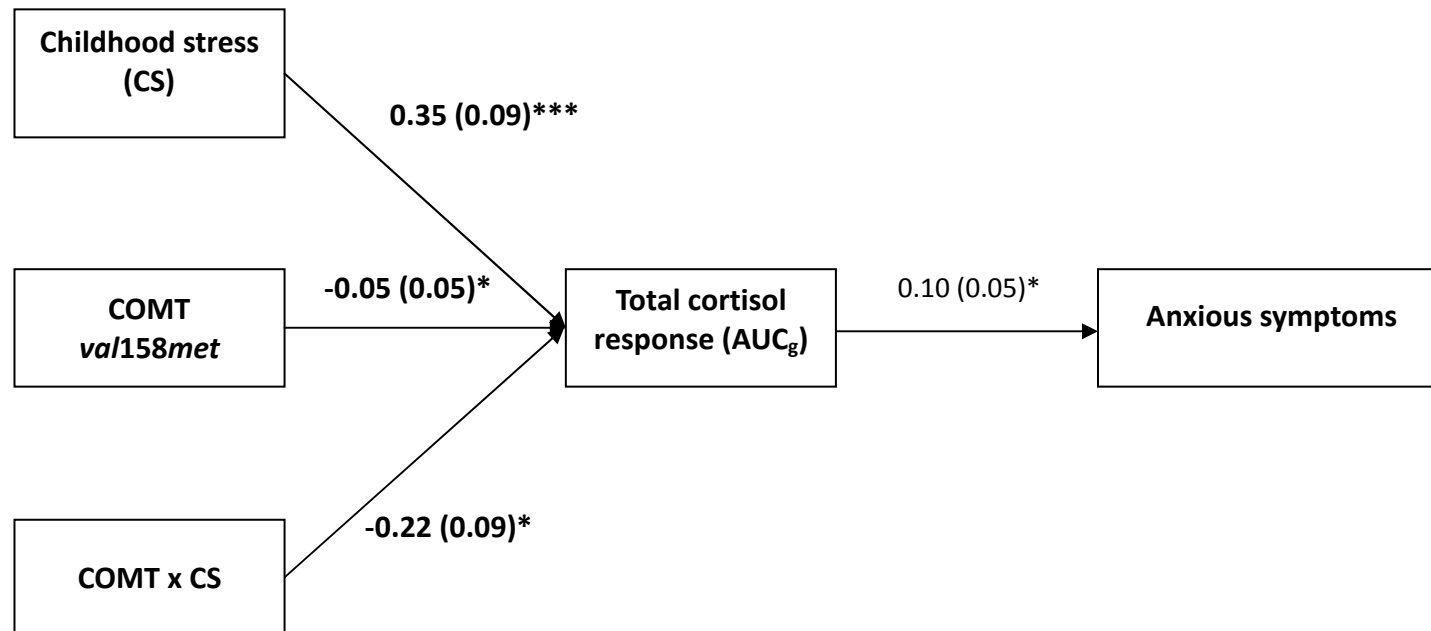 Childhood stress
(CS)
0.35 (0.09)***
COMT
val158met
-0.05 (0.05)*
Total cortisol
response (AUCg)
0.10 (0.05)*
Anxious symptoms
-0.22 (0.09)*
COMT x CS